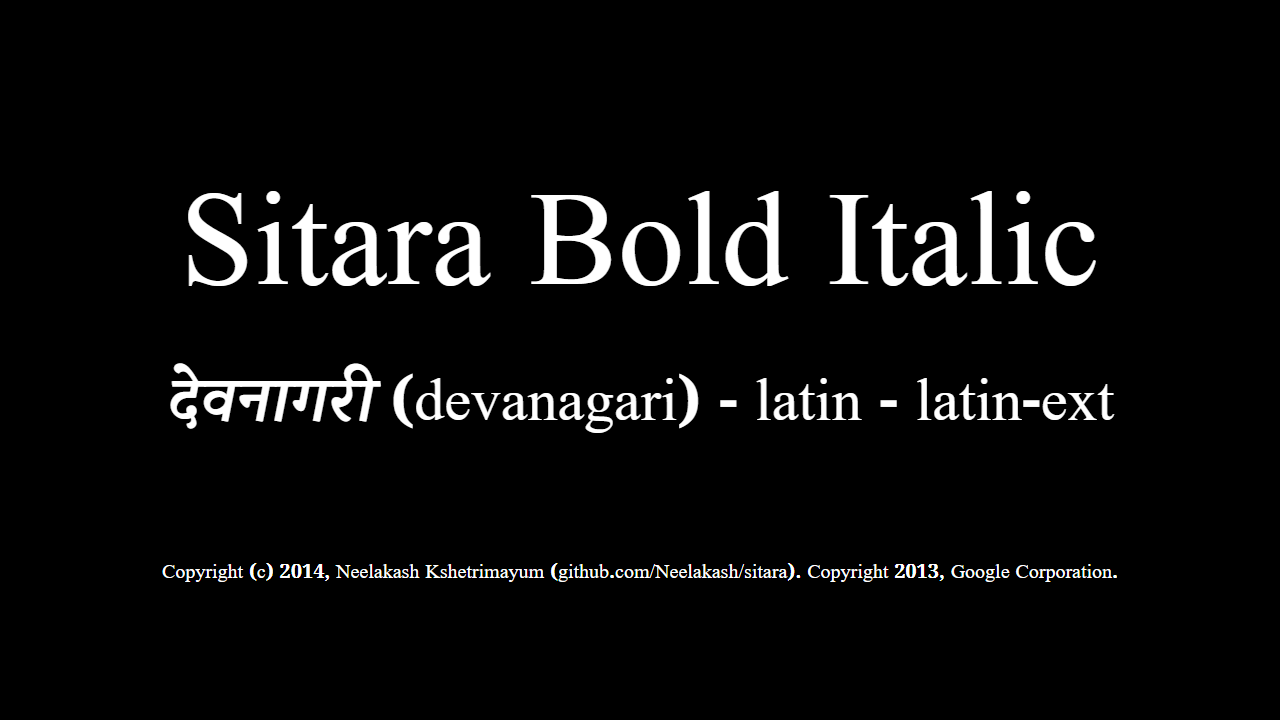 Sitara Bold Italic
देवनागरी (devanagari) - latin - latin-ext
Copyright (c) 2014, Neelakash Kshetrimayum (github.com/Neelakash/sitara). Copyright 2013, Google Corporation.